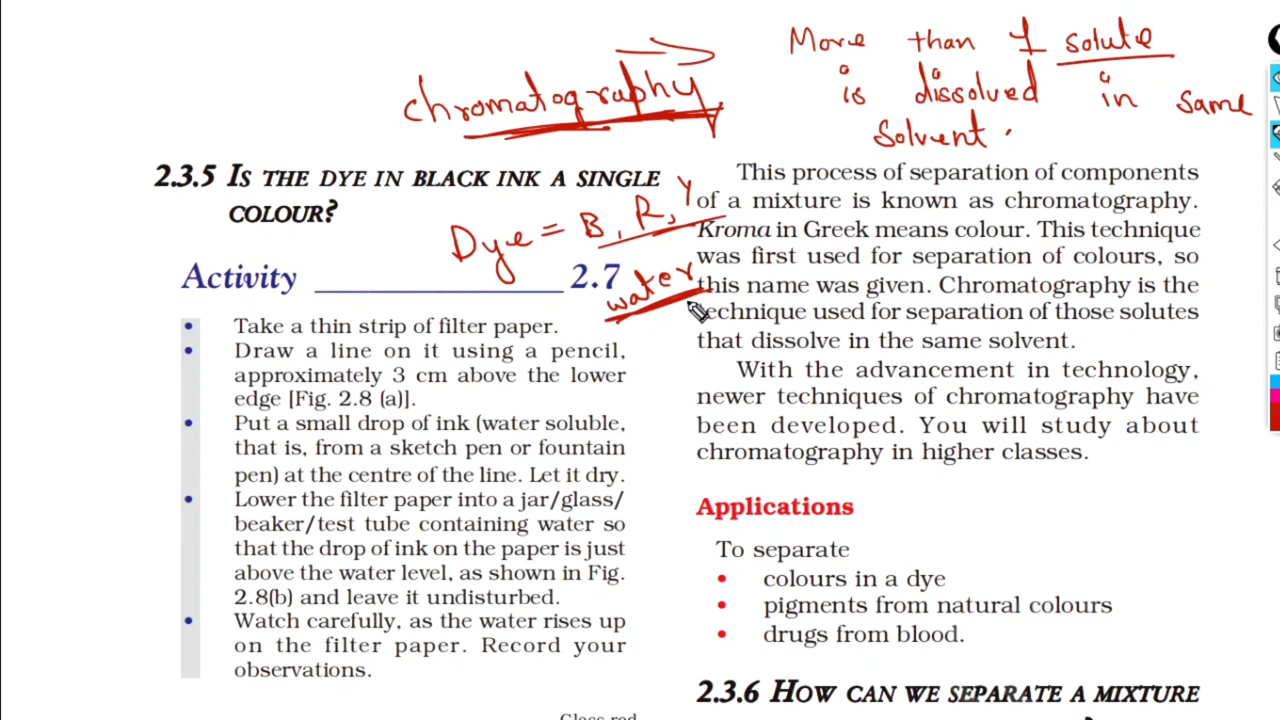 chromatography
More than 1 solute
is dissolved in same
solvent.
2.3.5 IS THE DYE IN BLACK INK A SINGLE
COLOUR?
Dye = B, R, Y
Activity ________________ 2.7
water
• Take a thin strip of filter paper.
• Draw a line on it using a pencil,
approximately 3 cm above the lower
edge [Fig. 2.8 (a)].
• Put a small drop of ink (water soluble,
that is, from a sketch pen or fountain
pen) at the centre of the line. Let it dry.
• Lower the filter paper into a jar/glass/
beaker/test tube containing water so
that the drop of ink on the paper is just
above the water level, as shown in Fig.
2.8(b) and leave it undisturbed.
• Watch carefully, as the water rises up
on the filter paper. Record your
observations.
Glass rod
This process of separation of components
of a mixture is known as chromatography.
Kroma in Greek means colour. This technique
was first used for separation of colours, so
this name was given. Chromatography is the
technique used for separation of those solutes
that dissolve in the same solvent.
With the advancement in technology,
newer techniques of chromatography have
been developed. You will study about
chromatography in higher classes.
Applications
To separate
• colours in a dye
• pigments from natural colours
• drugs from blood.
2.3.6 HOW CAN WE SEPARATE A MIXTURE